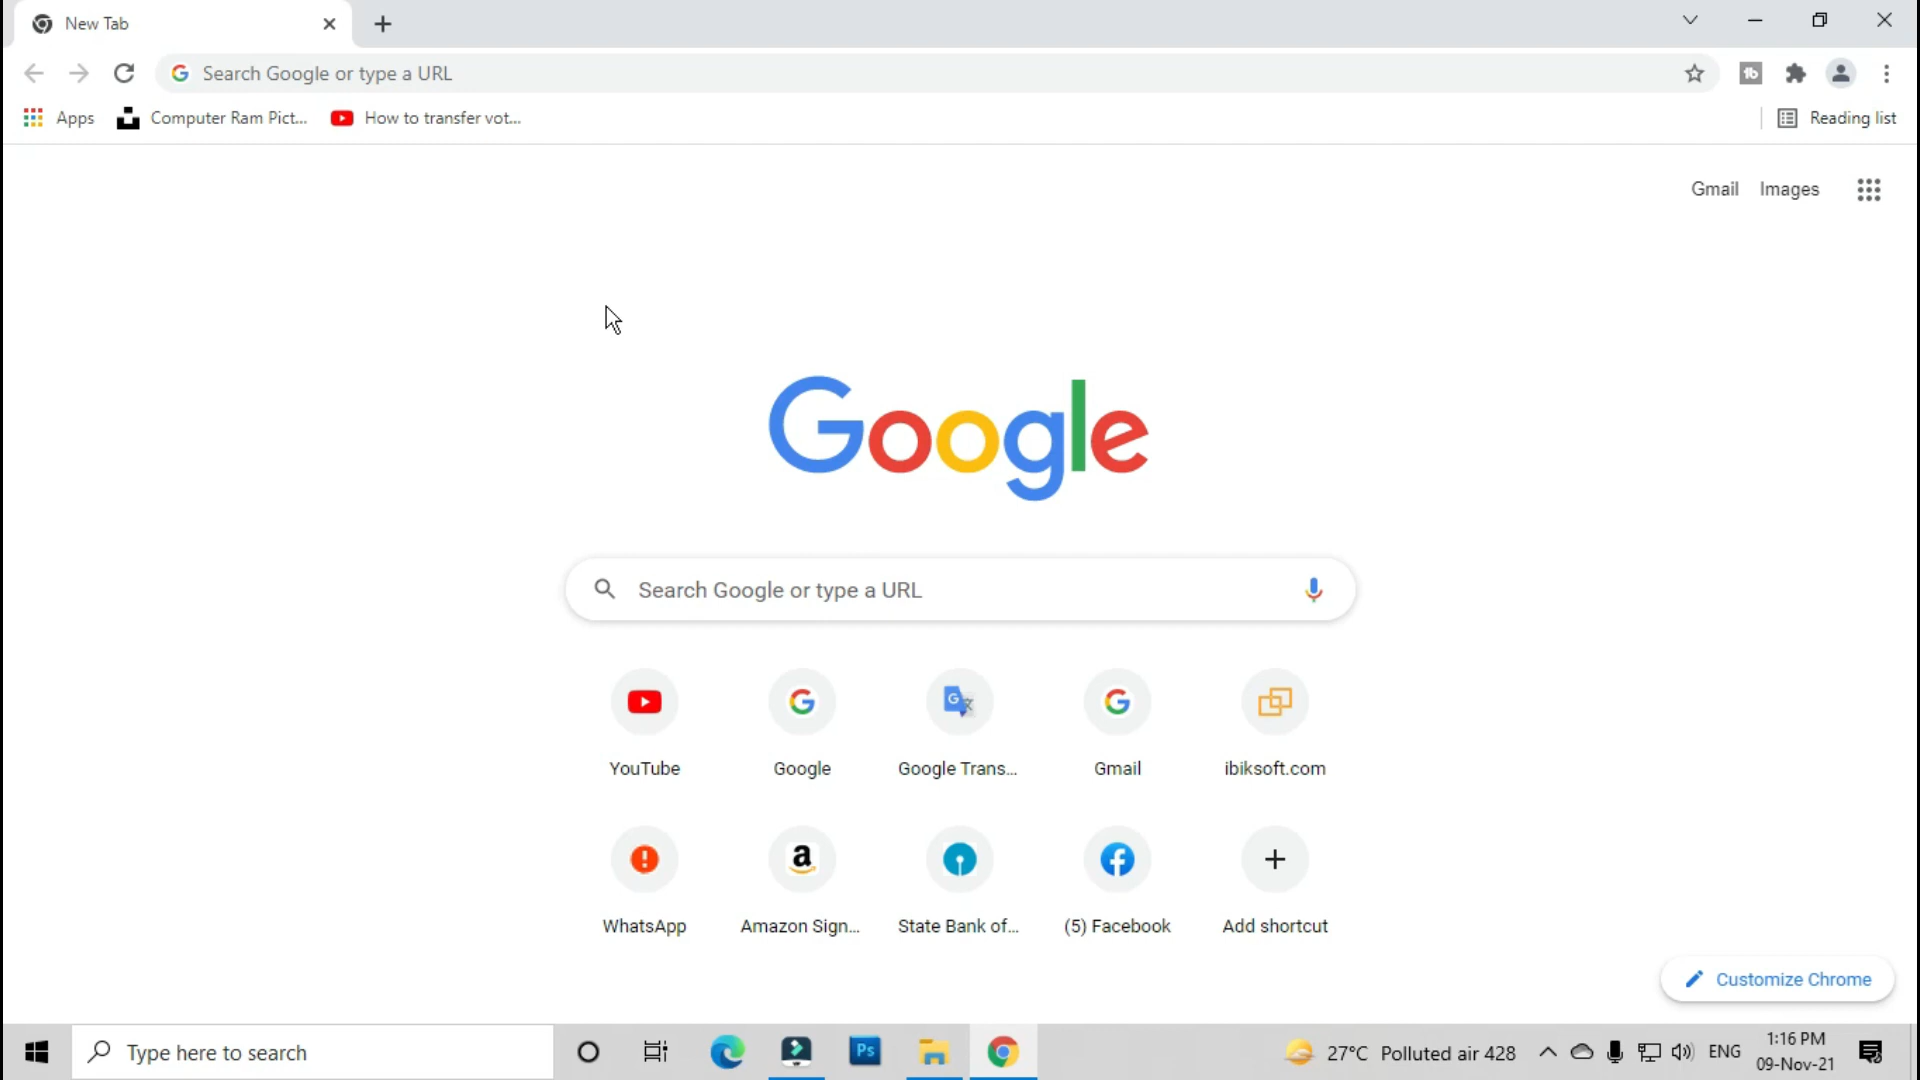 New Tab
Search Google or type a URL
Apps
Computer Ram Pict...
How to transfer vot...
Reading list
Gmail
Images
Google
Search Google or type a URL
YouTube
Google
Google Trans...
Gmail
ibiksoft.com
WhatsApp
Amazon Sign...
State Bank of...
(5) Facebook
Add shortcut
Customize Chrome
Type here to search
Ps
27°C Polluted air 428
ENG
1:16 PM
09-Nov-21